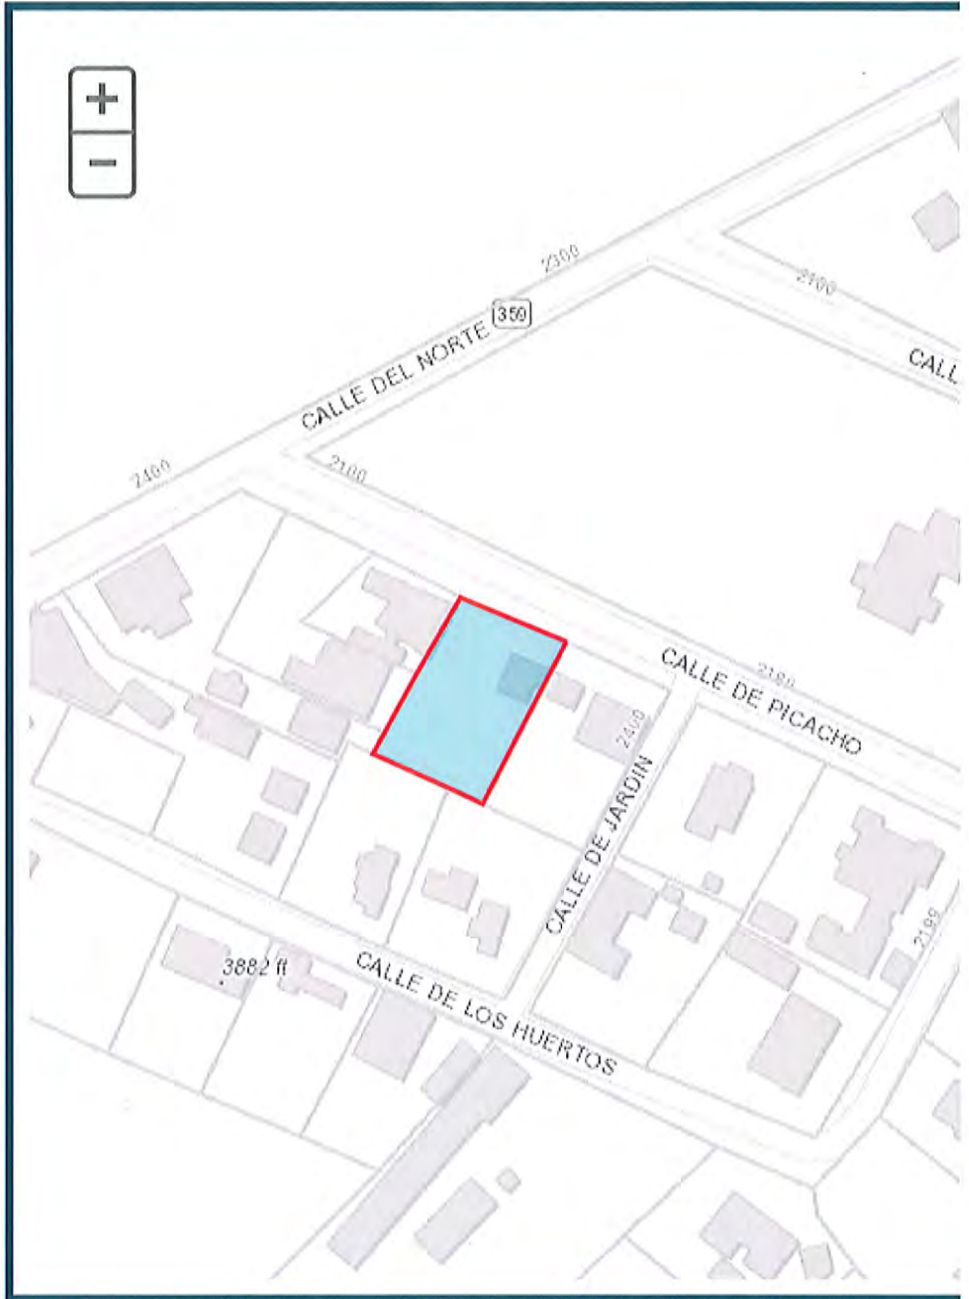 +
−
2300
359
CALLE DEL NORTE
2100
CALL
2400
2100
CALLE DE PICACHO
2199
2400
CALLE DE JARDIN
2199
3882 ft
CALLE DE LOS HUERTOS